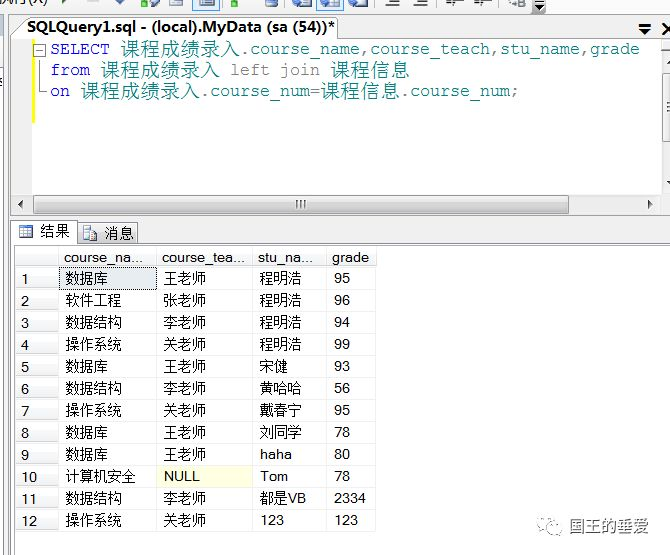 SQLQuery1.sql - (local).MyData (sa (54))*
SELECT 课程成绩录入.course_name,course_teach,stu_name,grade
from 课程成绩录入 left join 课程信息
on 课程成绩录入.course_num=课程信息.course_num;
结果 消息
course_na... course_tea... stu_na... grade
1 数据库 王老师 程明浩 95
2 软件工程 张老师 程明浩 96
3 数据结构 李老师 程明浩 94
4 操作系统 关老师 程明浩 99
5 数据库 王老师 宋健 93
6 数据结构 李老师 黄哈哈 56
7 操作系统 关老师 戴春宁 95
8 数据库 王老师 刘同学 78
9 数据库 王老师 haha 80
10 计算机安全 NULL Tom 78
11 数据结构 李老师 都是VB 2334
12 操作系统 关老师 123 123
国王的垂爱